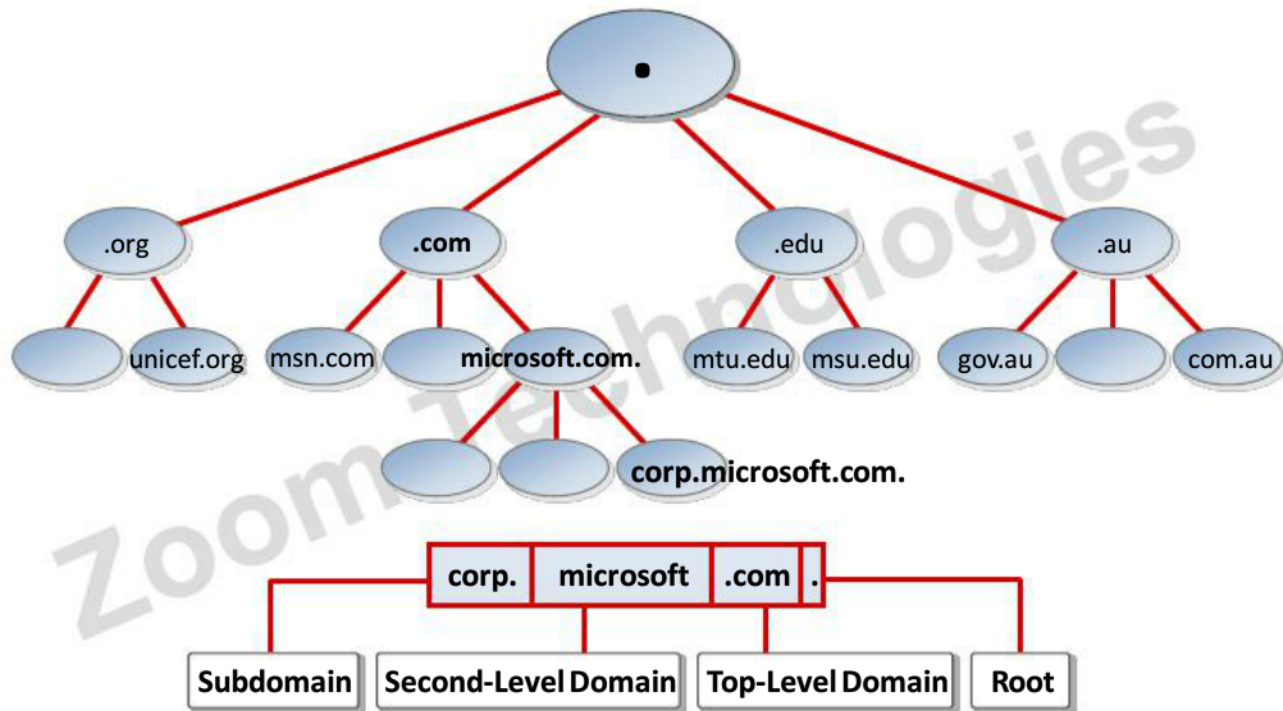 .
.org .com .edu .au
unicef.org msn.com microsoft.com. mtu.edu msu.edu gov.au com.au
corp.microsoft.com.
Zoom Technologies
corp. microsoft .com .
Subdomain Second-Level Domain Top-Level Domain Root